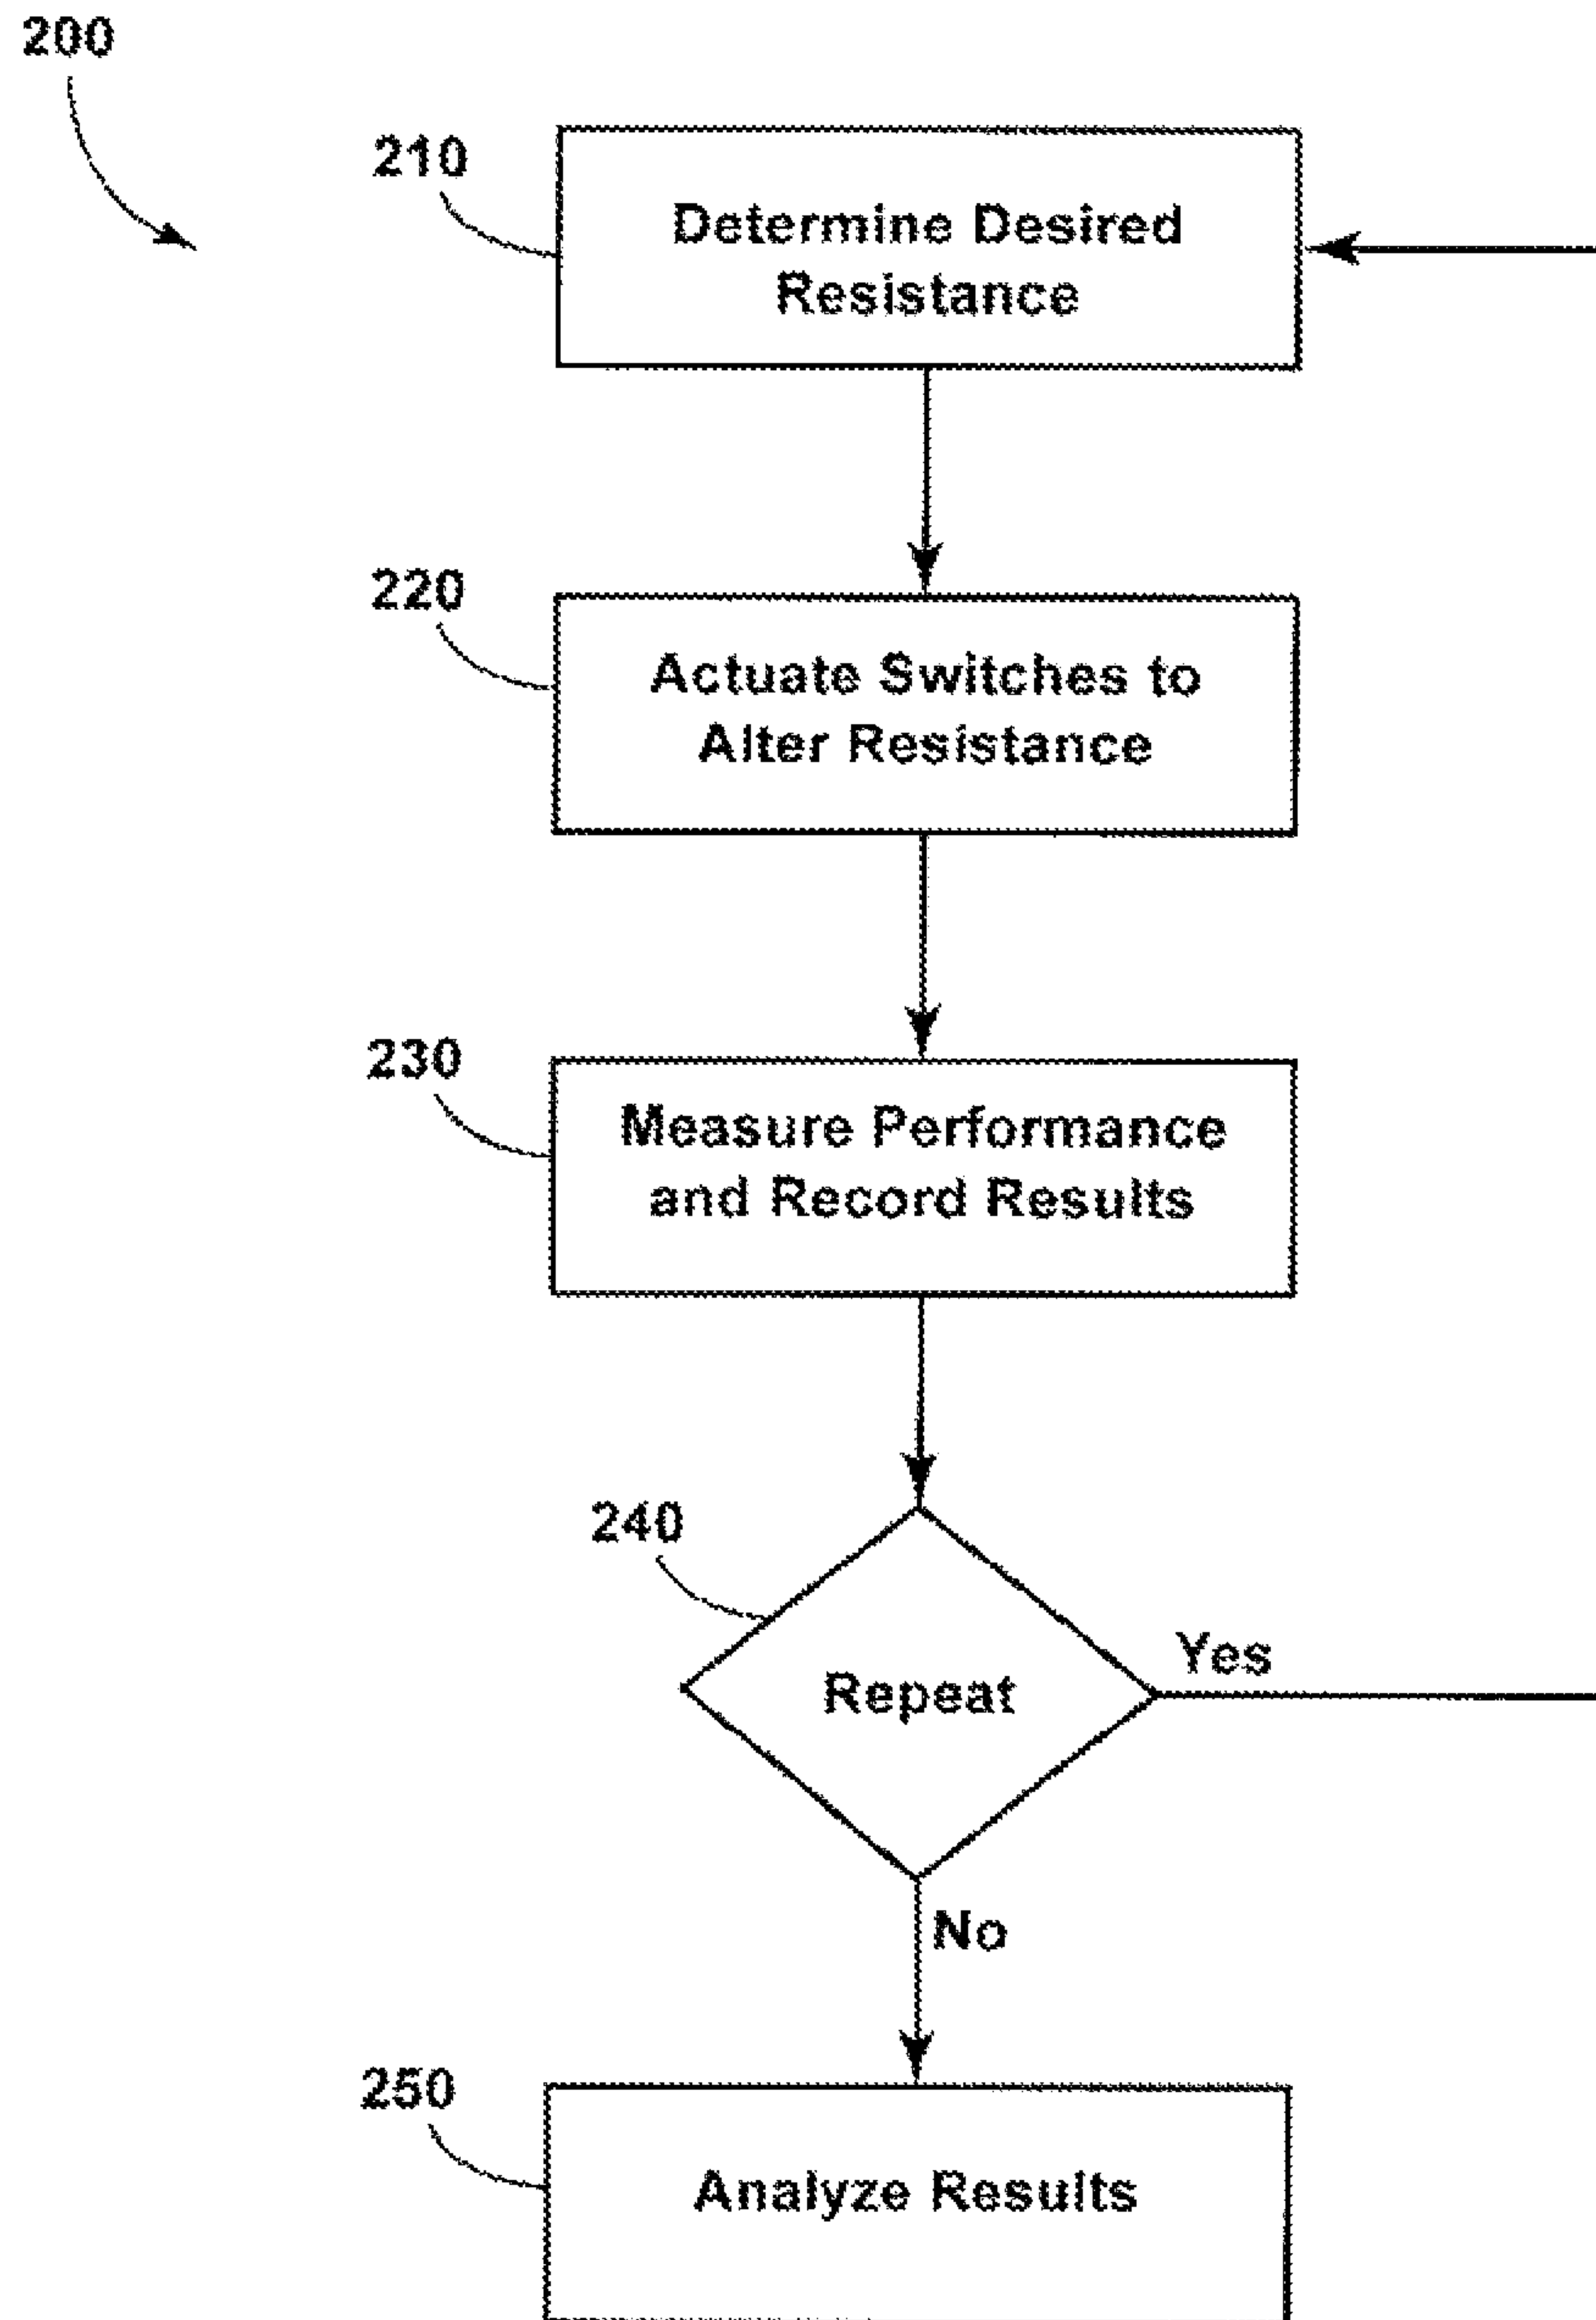 200
210
Determine Desired
Resistance
220
Actuate Switches to
Alter Resistance
230
Measure Performance
and Record Results
240
Repeat
Yes
No
250
Analyze Results